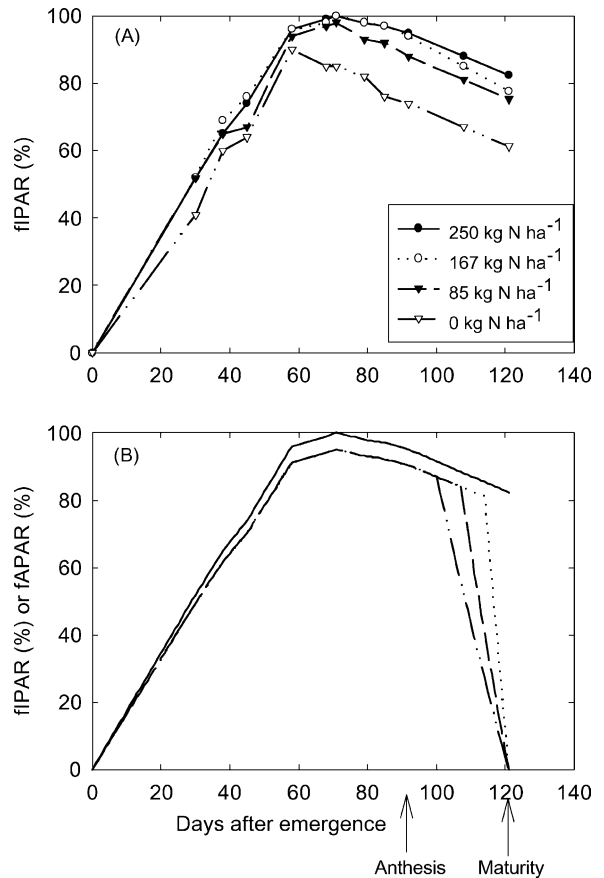 100
(A)
80
60
40
20
0
fIPAR (%)
250 kg N ha-1
167 kg N ha-1
85 kg N ha-1
0 kg N ha-1
0 20 40 60 80 100 120 140
100
(B)
80
60
40
20
0
fIPAR (%) or fAPAR (%)
0 20 40 60 80 100 120 140
Days after emergence
Anthesis Maturity